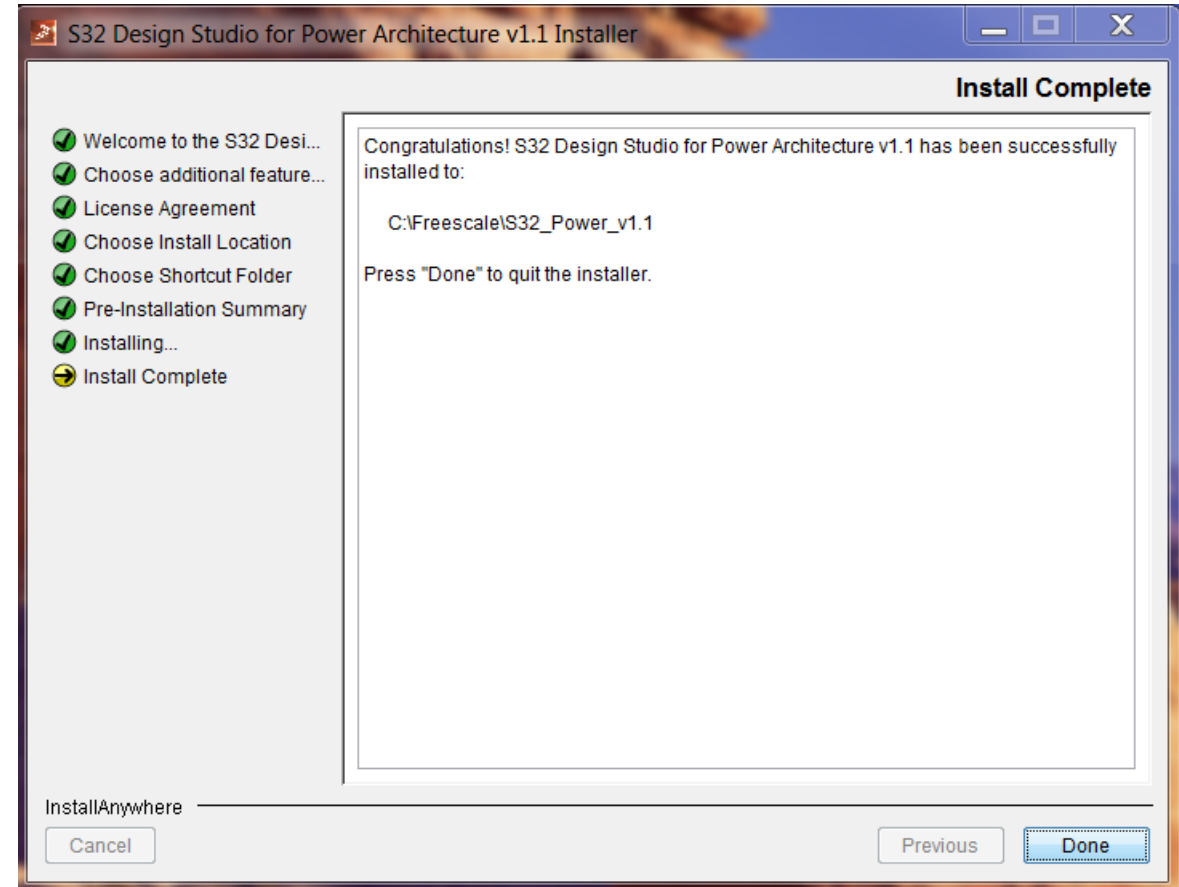 S32 Design Studio for Power Architecture v1.1 Installer
Install Complete
Welcome to the S32 Desi...
Choose additional feature...
License Agreement
Choose Install Location
Choose Shortcut Folder
Pre-Installation Summary
Installing...
Install Complete
Congratulations! S32 Design Studio for Power Architecture v1.1 has been successfully
installed to:
C:\Freescale\S32_Power_v1.1
Press "Done" to quit the installer.
InstallAnywhere
Cancel
Previous
Done